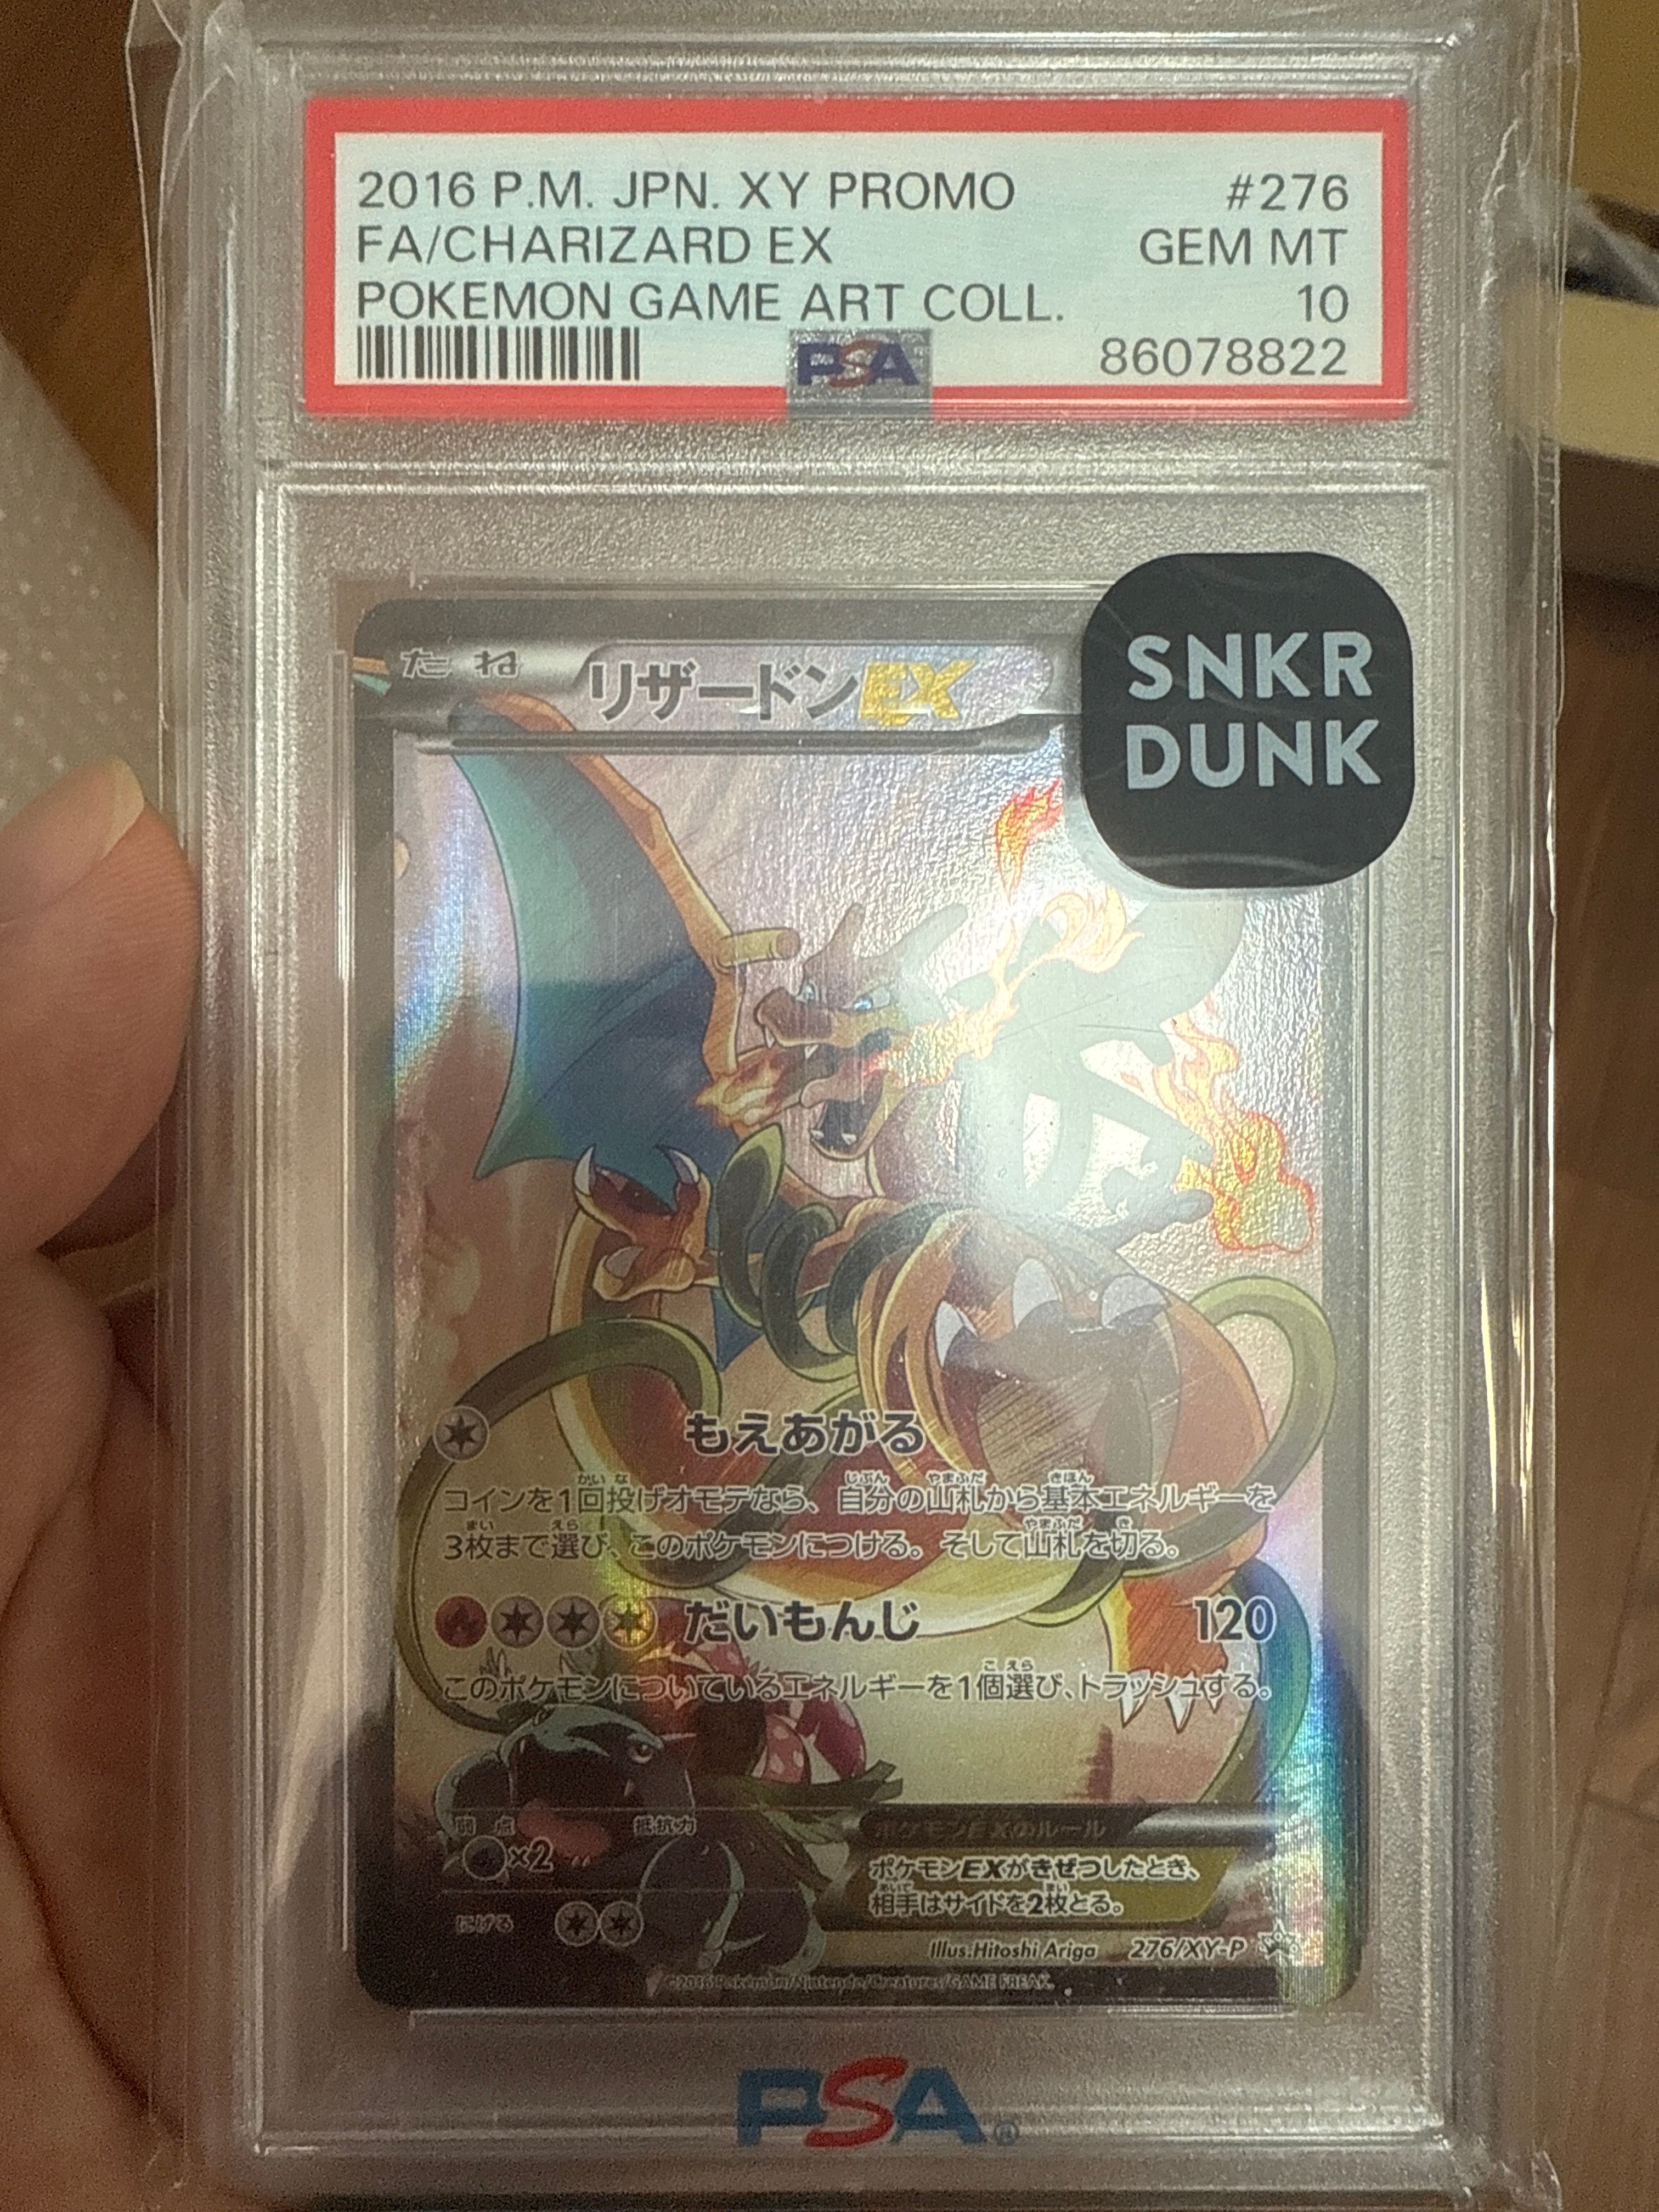 2016 P.M. JPN. XY PROMO #276
FA/CHARIZARD EX GEM MT
POKEMON GAME ART COLL. 10
PSA 86078822
SNKR
DUNK
たね リザードンEX
もえあがる
コインを1回投げオモテなら、自分の山札から基本エネルギーを
3枚まで選び、このポケモンにつける。そして山札を切る。
だいもんじ 120
このポケモンについているエネルギーを1個選び、トラッシュする。
弱点 抵抗力
×2 --
にげる
ポケモンEXのルール
ポケモンEXがきぜつしたとき、
相手はサイドを2枚とる。
Illus.Hitoshi Ariga 276/XY-P
©2016 Pokémon/Nintendo/Creatures/GAME FREAK.
PSA®